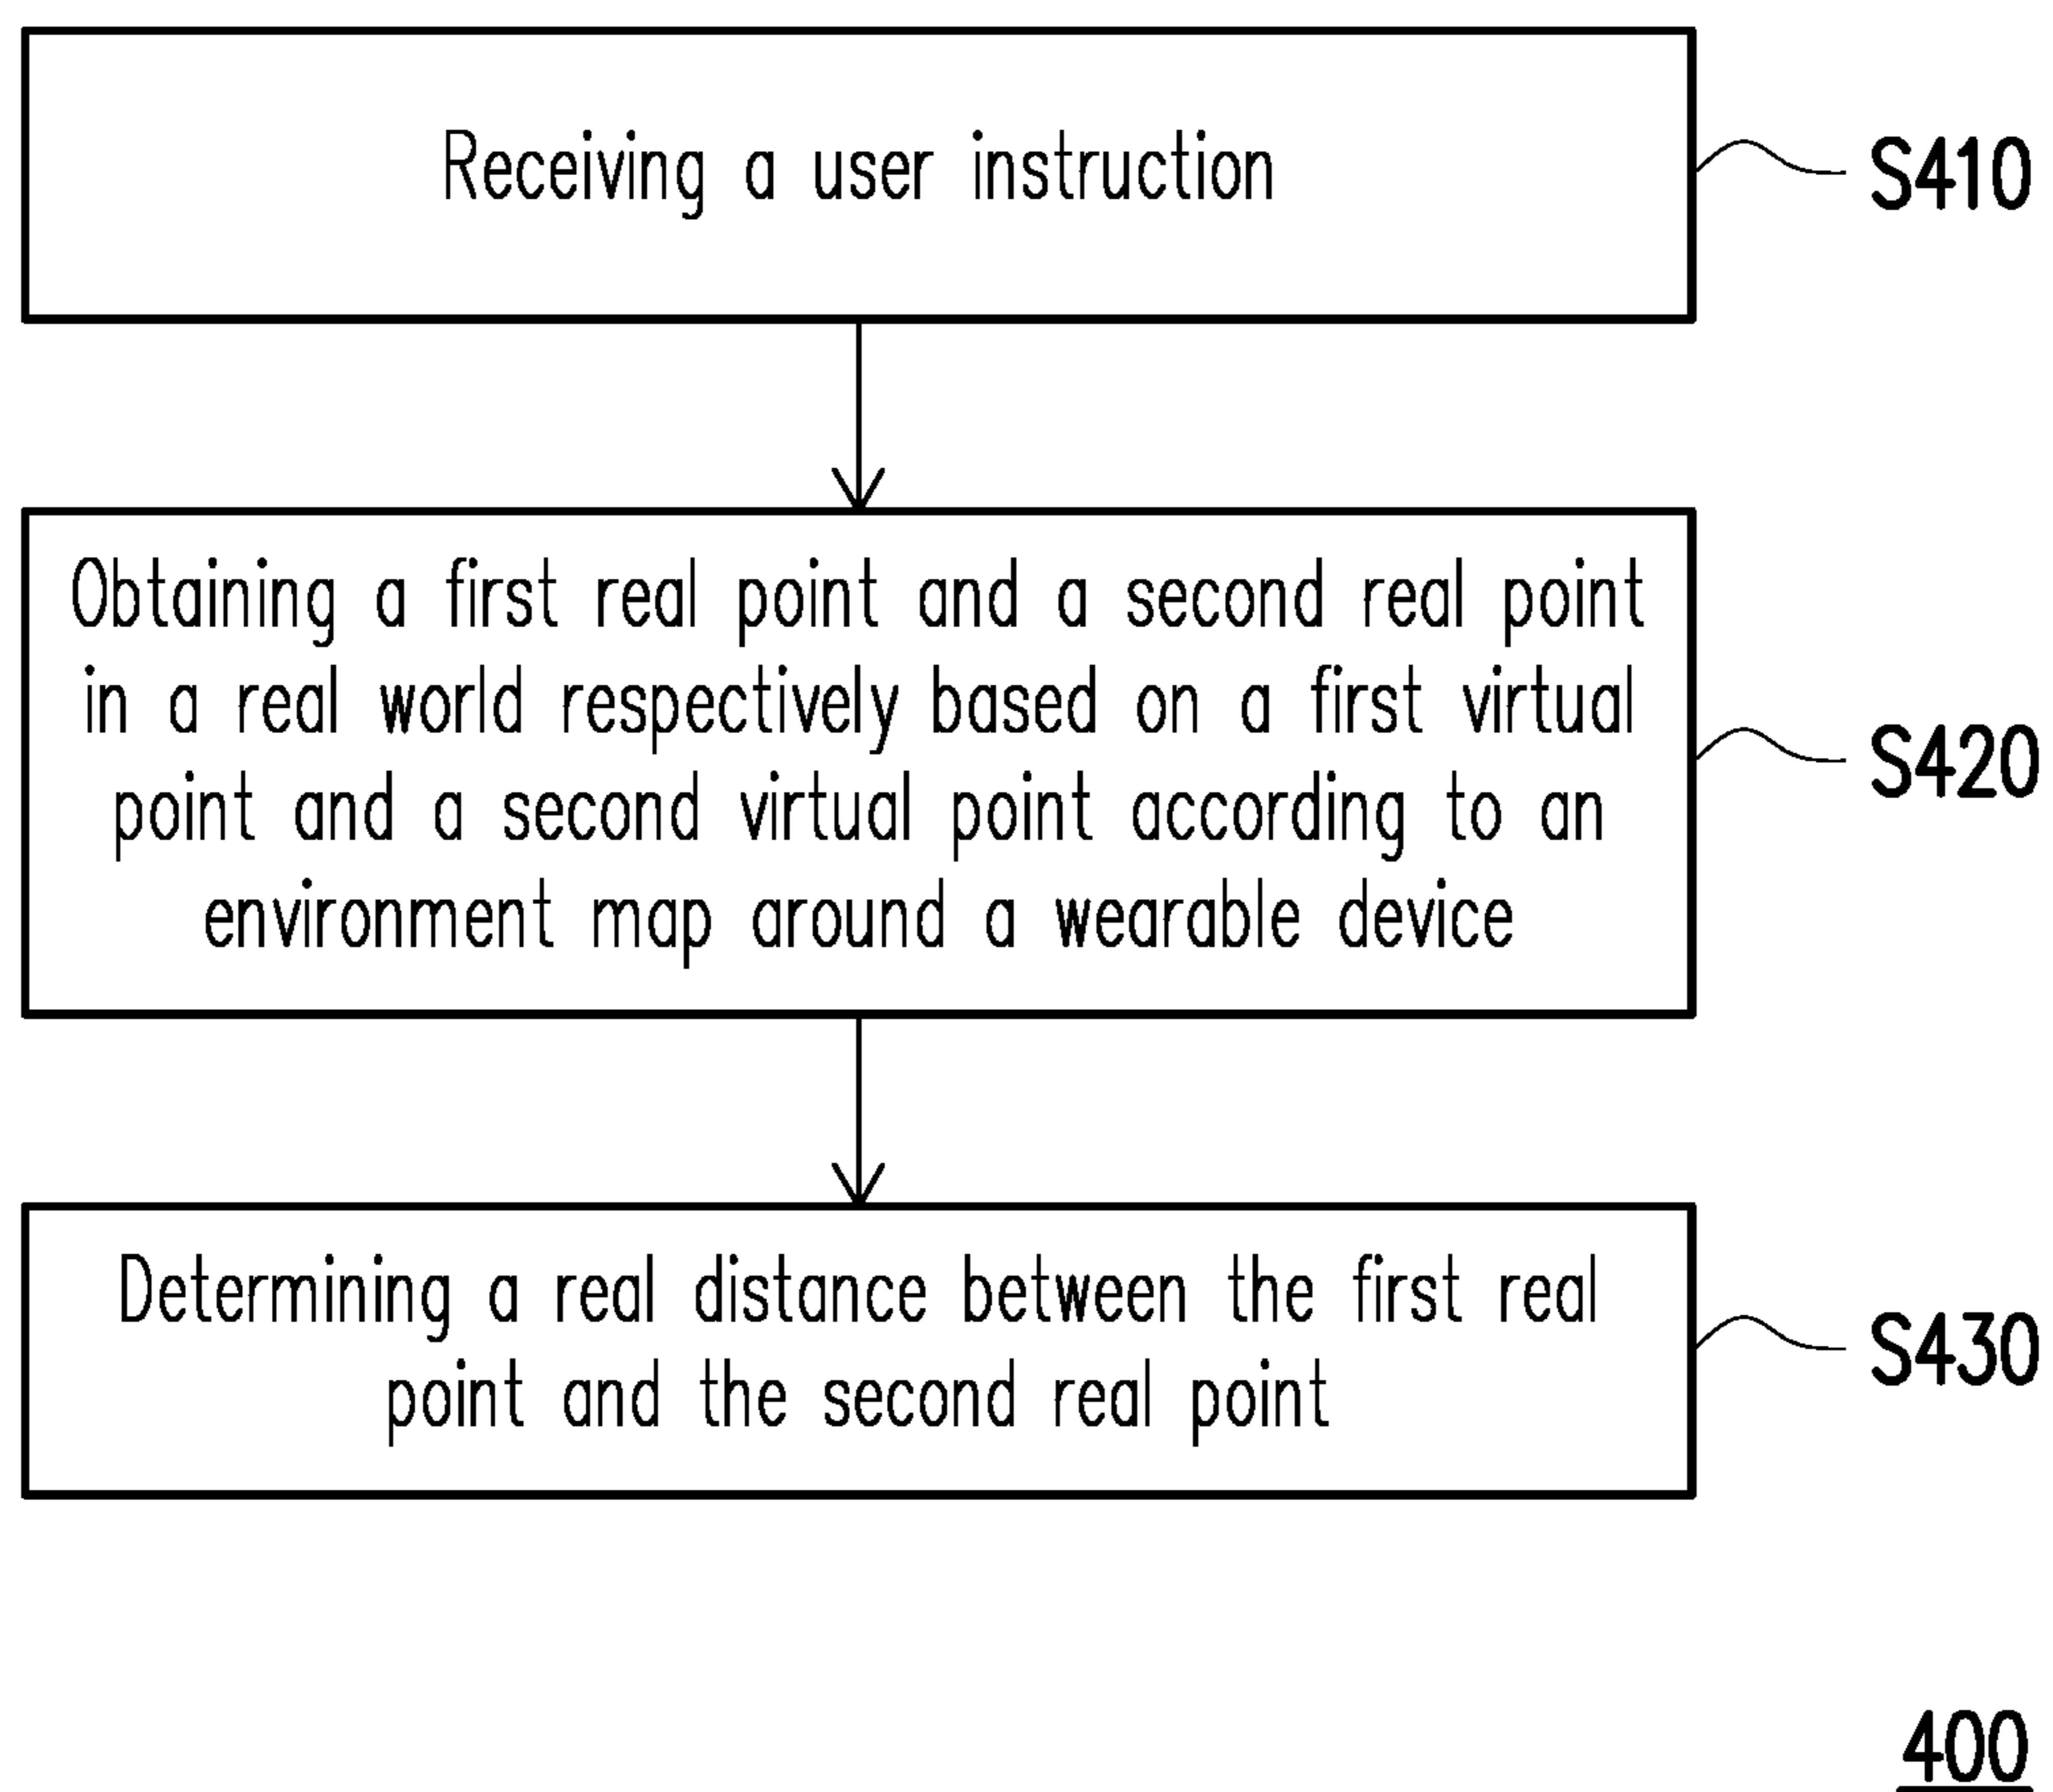 Receiving a user instruction
S410
Obtaining a first real point and a second real point
in a real world respectively based on a first virtual
point and a second virtual point according to an
environment map around a wearable device
S420
Determining a real distance between the first real
point and the second real point
S430
400